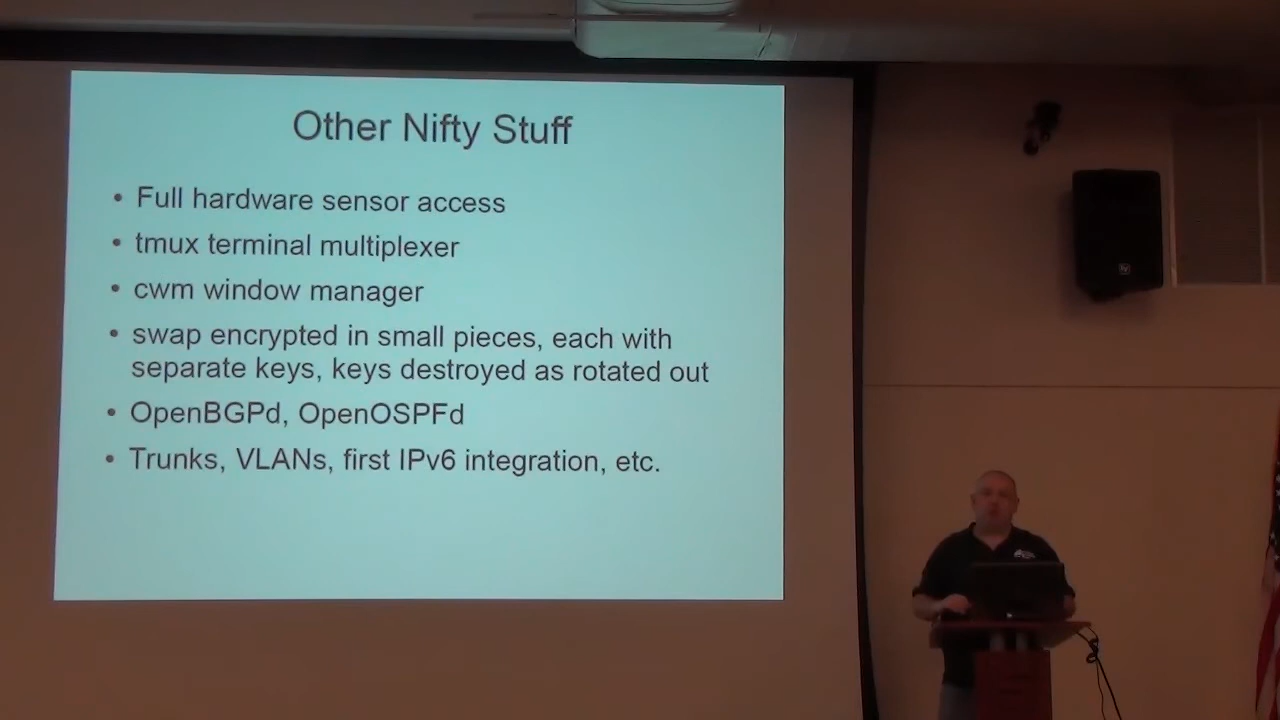 Other Nifty Stuff
• Full hardware sensor access
• tmux terminal multiplexer
• cwm window manager
• swap encrypted in small pieces, each with
separate keys, keys destroyed as rotated out
• OpenBGPd, OpenOSPFd
• Trunks, VLANs, first IPv6 integration, etc.